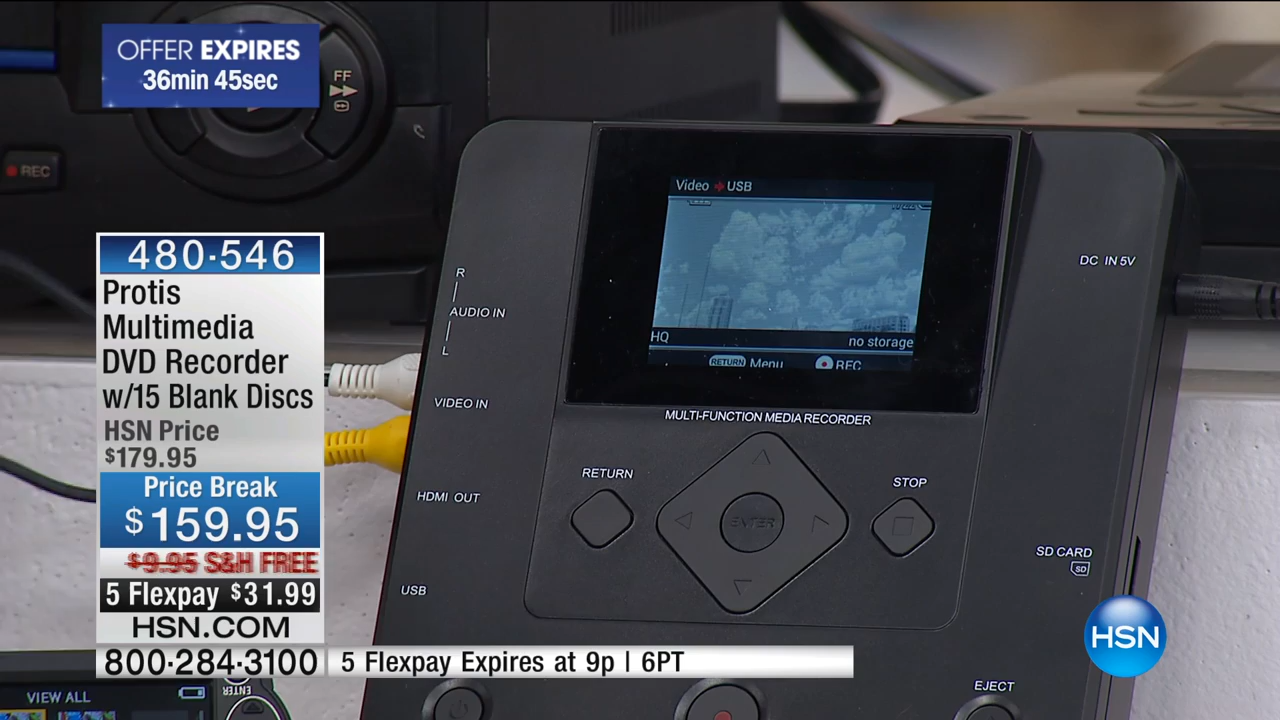 OFFER EXPIRES
36min 45sec
FF
REC
480-546
Protis
Multimedia
DVD Recorder
w/15 Blank Discs
HSN Price
$179.95
Price Break
$159.95
$9.95 S&H FREE
5 Flexpay $31.99
HSN.COM
800-284-3100
5 Flexpay Expires at 9p | 6PT
Video USB
HQ
no storage
RETURN Menu
REC
R
AUDIO IN
L
VIDEO IN
HDMI OUT
USB
DC IN 5V
MULTI-FUNCTION MEDIA RECORDER
RETURN
ENTER
STOP
SD CARD
SD
EJECT
HSN
VIEW ALL
ENTER